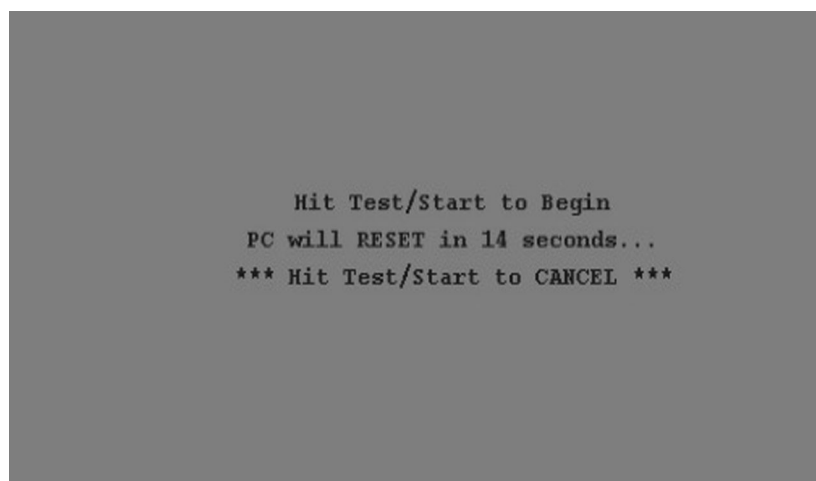 Hit Test/Start to Begin
PC will RESET in 14 seconds...
*** Hit Test/Start to CANCEL ***